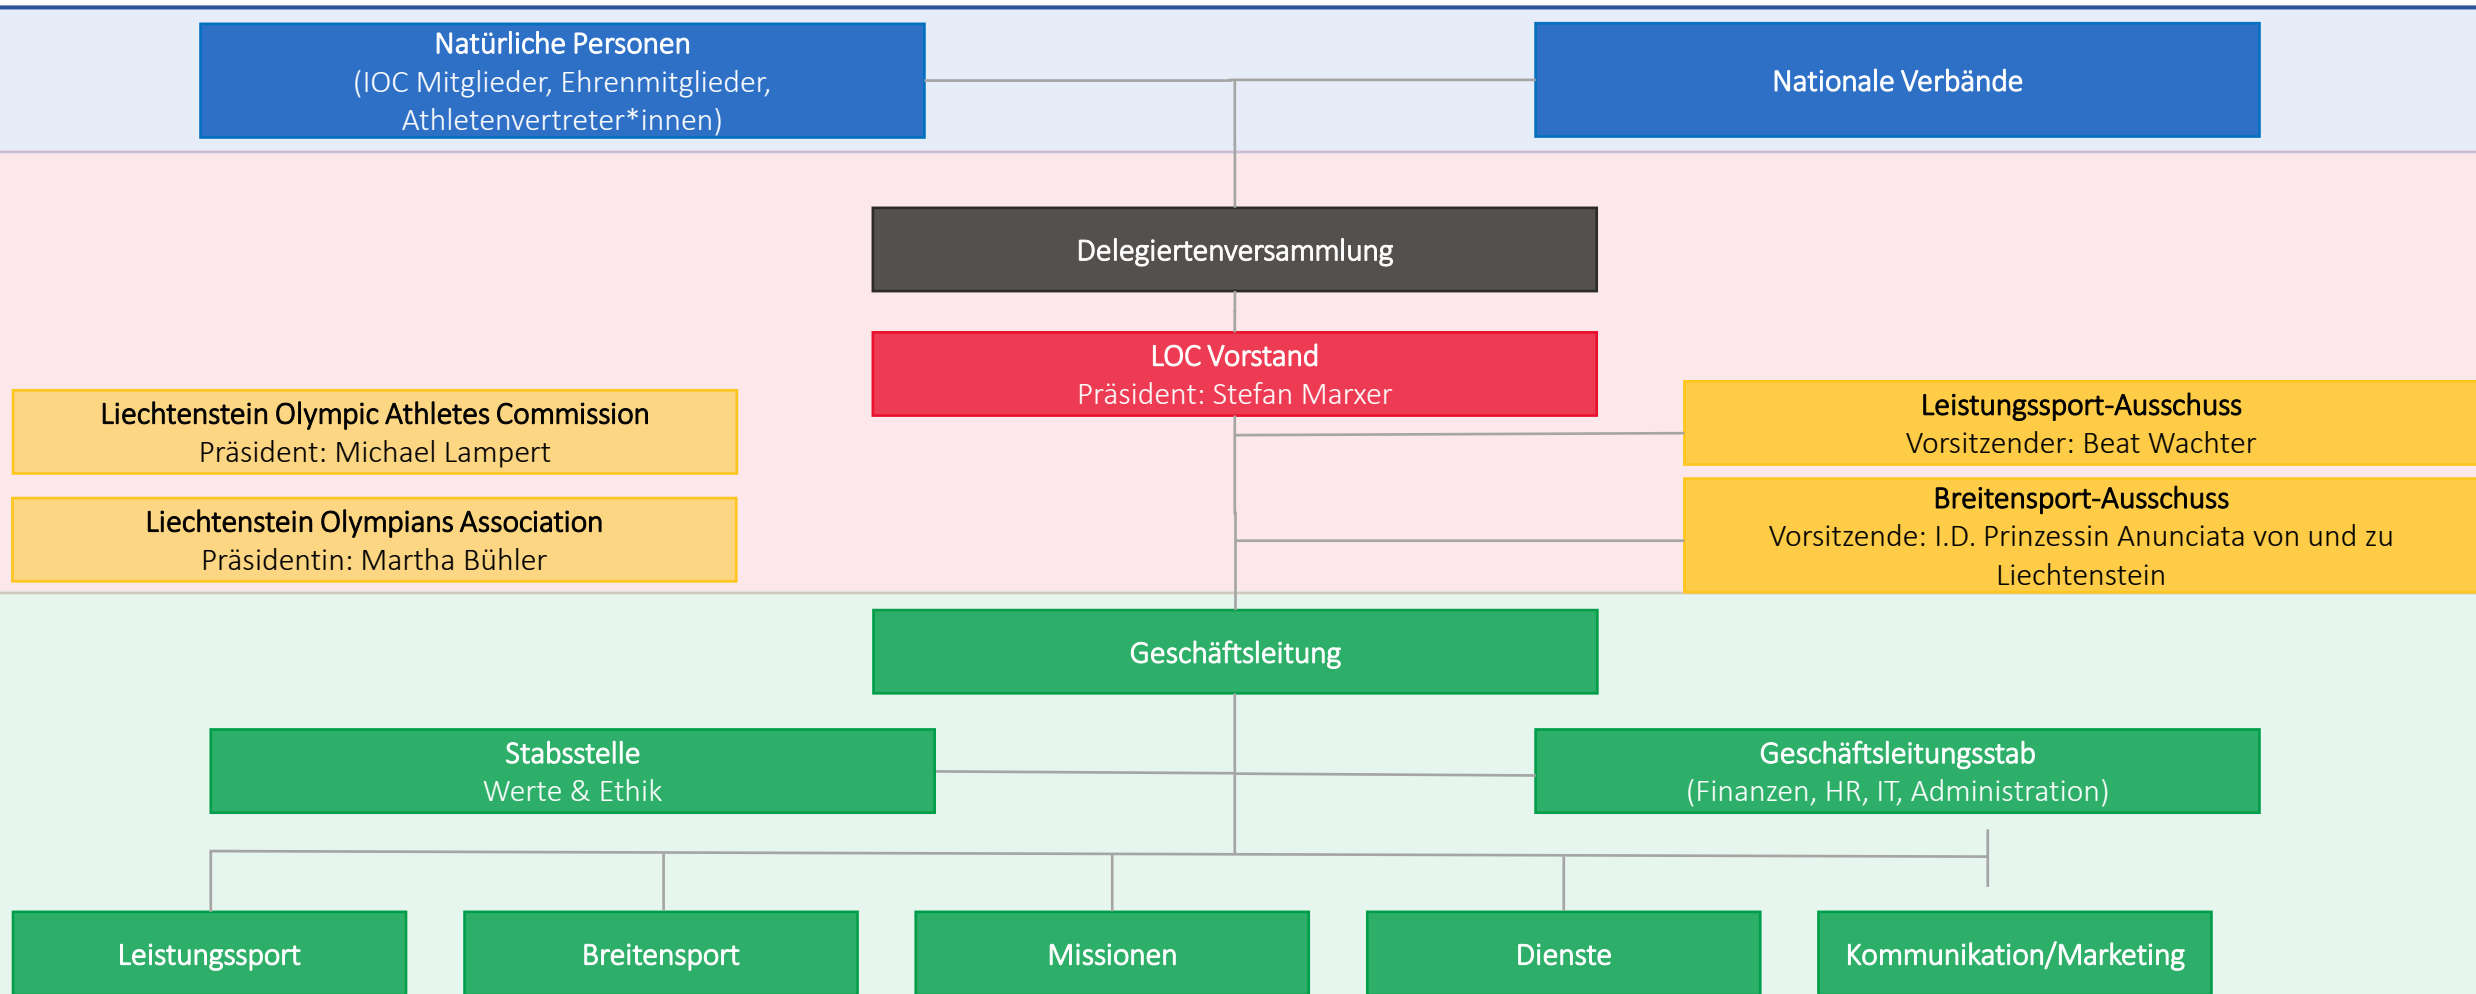 Natürliche Personen
(IOC Mitglieder, Ehrenmitglieder,
Athletenvertreter*innen)
Nationale Verbände
Delegiertenversammlung
LOC Vorstand
Präsident: Stefan Marxer
Liechtenstein Olympic Athletes Commission
Präsident: Michael Lampert
Leistungssport-Ausschuss
Vorsitzender: Beat Wachter
Liechtenstein Olympians Association
Präsidentin: Martha Bühler
Breitensport-Ausschuss
Vorsitzende: I.D. Prinzessin Anunciata von und zu
Liechtenstein
Geschäftsleitung
Stabsstelle
Werte & Ethik
Geschäftsleitungsstab
(Finanzen, HR, IT, Administration)
Leistungssport
Breitensport
Missionen
Dienste
Kommunikation/Marketing